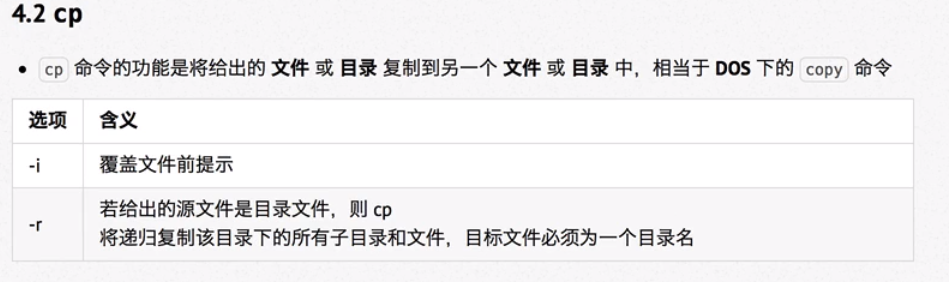 4.2 cp
• cp 命令的功能是将给出的 文件 或 目录 复制到另一个 文件 或 目录 中，相当于 DOS 下的 copy 命令
选项 含义
-i 覆盖文件前提示
-r 若给出的源文件是目录文件，则 cp
将递归复制该目录下的所有子目录和文件，目标文件必须为一个目录名